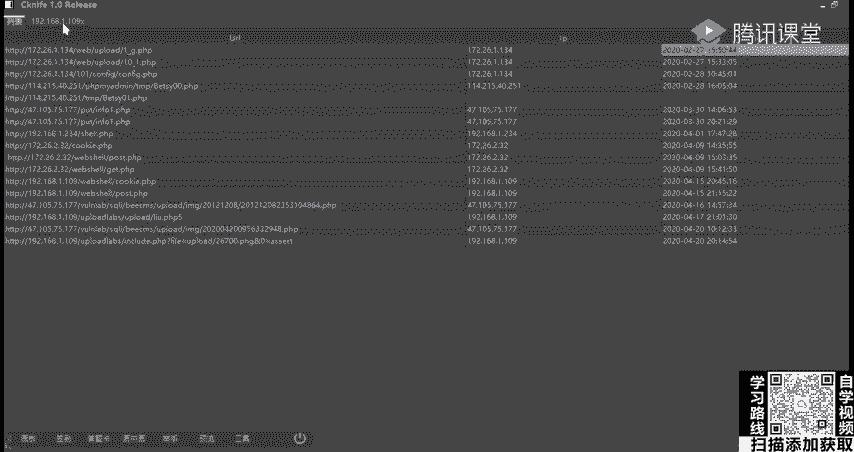 Cknife 1.0 Release
列表 192.168.1.109x
腾讯课堂
Url Ip
http://172.26.1.134/web/upload/1_g.php 172.26.1.134 2020-02-27 15:30:44
http://172.26.1.134/web/upload/10_1.php 172.26.1.134 2020-02-27 15:33:05
http://172.26.1.134/101/config/config.php 172.26.1.134 2020-02-28 10:45:01
http://114.215.40.251/phpmyadmin/tmp/Betsy00.php 114.215.40.251 2020-02-28 16:05:04
http://114.215.40.251/tmp/Betsy01.php
http://47.105.75.177/put/info1.php 47.105.75.177 2020-03-30 14:06:53
http://47.105.75.177/put/info1.php 47.105.75.177 2020-03-30 20:21:29
http://192.168.1.234/shell.php 192.168.1.234 2020-04-01 17:47:28
http://172.26.2.32/cookie.php 172.26.2.32 2020-04-09 14:35:55
http://172.26.2.32/webshell/post.php 172.26.2.32 2020-04-09 15:03:35
http://172.26.2.32/webshell/get.php 172.26.2.32 2020-04-09 15:41:50
http://192.168.1.109/webshell/cookie.php 192.168.1.109 2020-04-15 20:45:16
http://192.168.1.109/webshell/post.php 192.168.1.109 2020-04-15 21:15:22
http://47.105.75.177/vulnlab/sqli/beecms/upload/img/20121208/201212082353104864.php 47.105.75.177 2020-04-16 14:57:34
http://192.168.1.109/uploadlabs/upload/liu.php5 192.168.1.109 2020-04-17 21:01:30
http://47.105.75.177/vulnlab/sqli/beecms/upload/img/202004200956332948.php 47.105.75.177 2020-04-20 10:12:33
http://192.168.1.109/uploadlabs/include.php?file=upload/26700.png&0=assert 192.168.1.109 2020-04-20 20:14:54
学习路线
自学视频
扫描添加获取